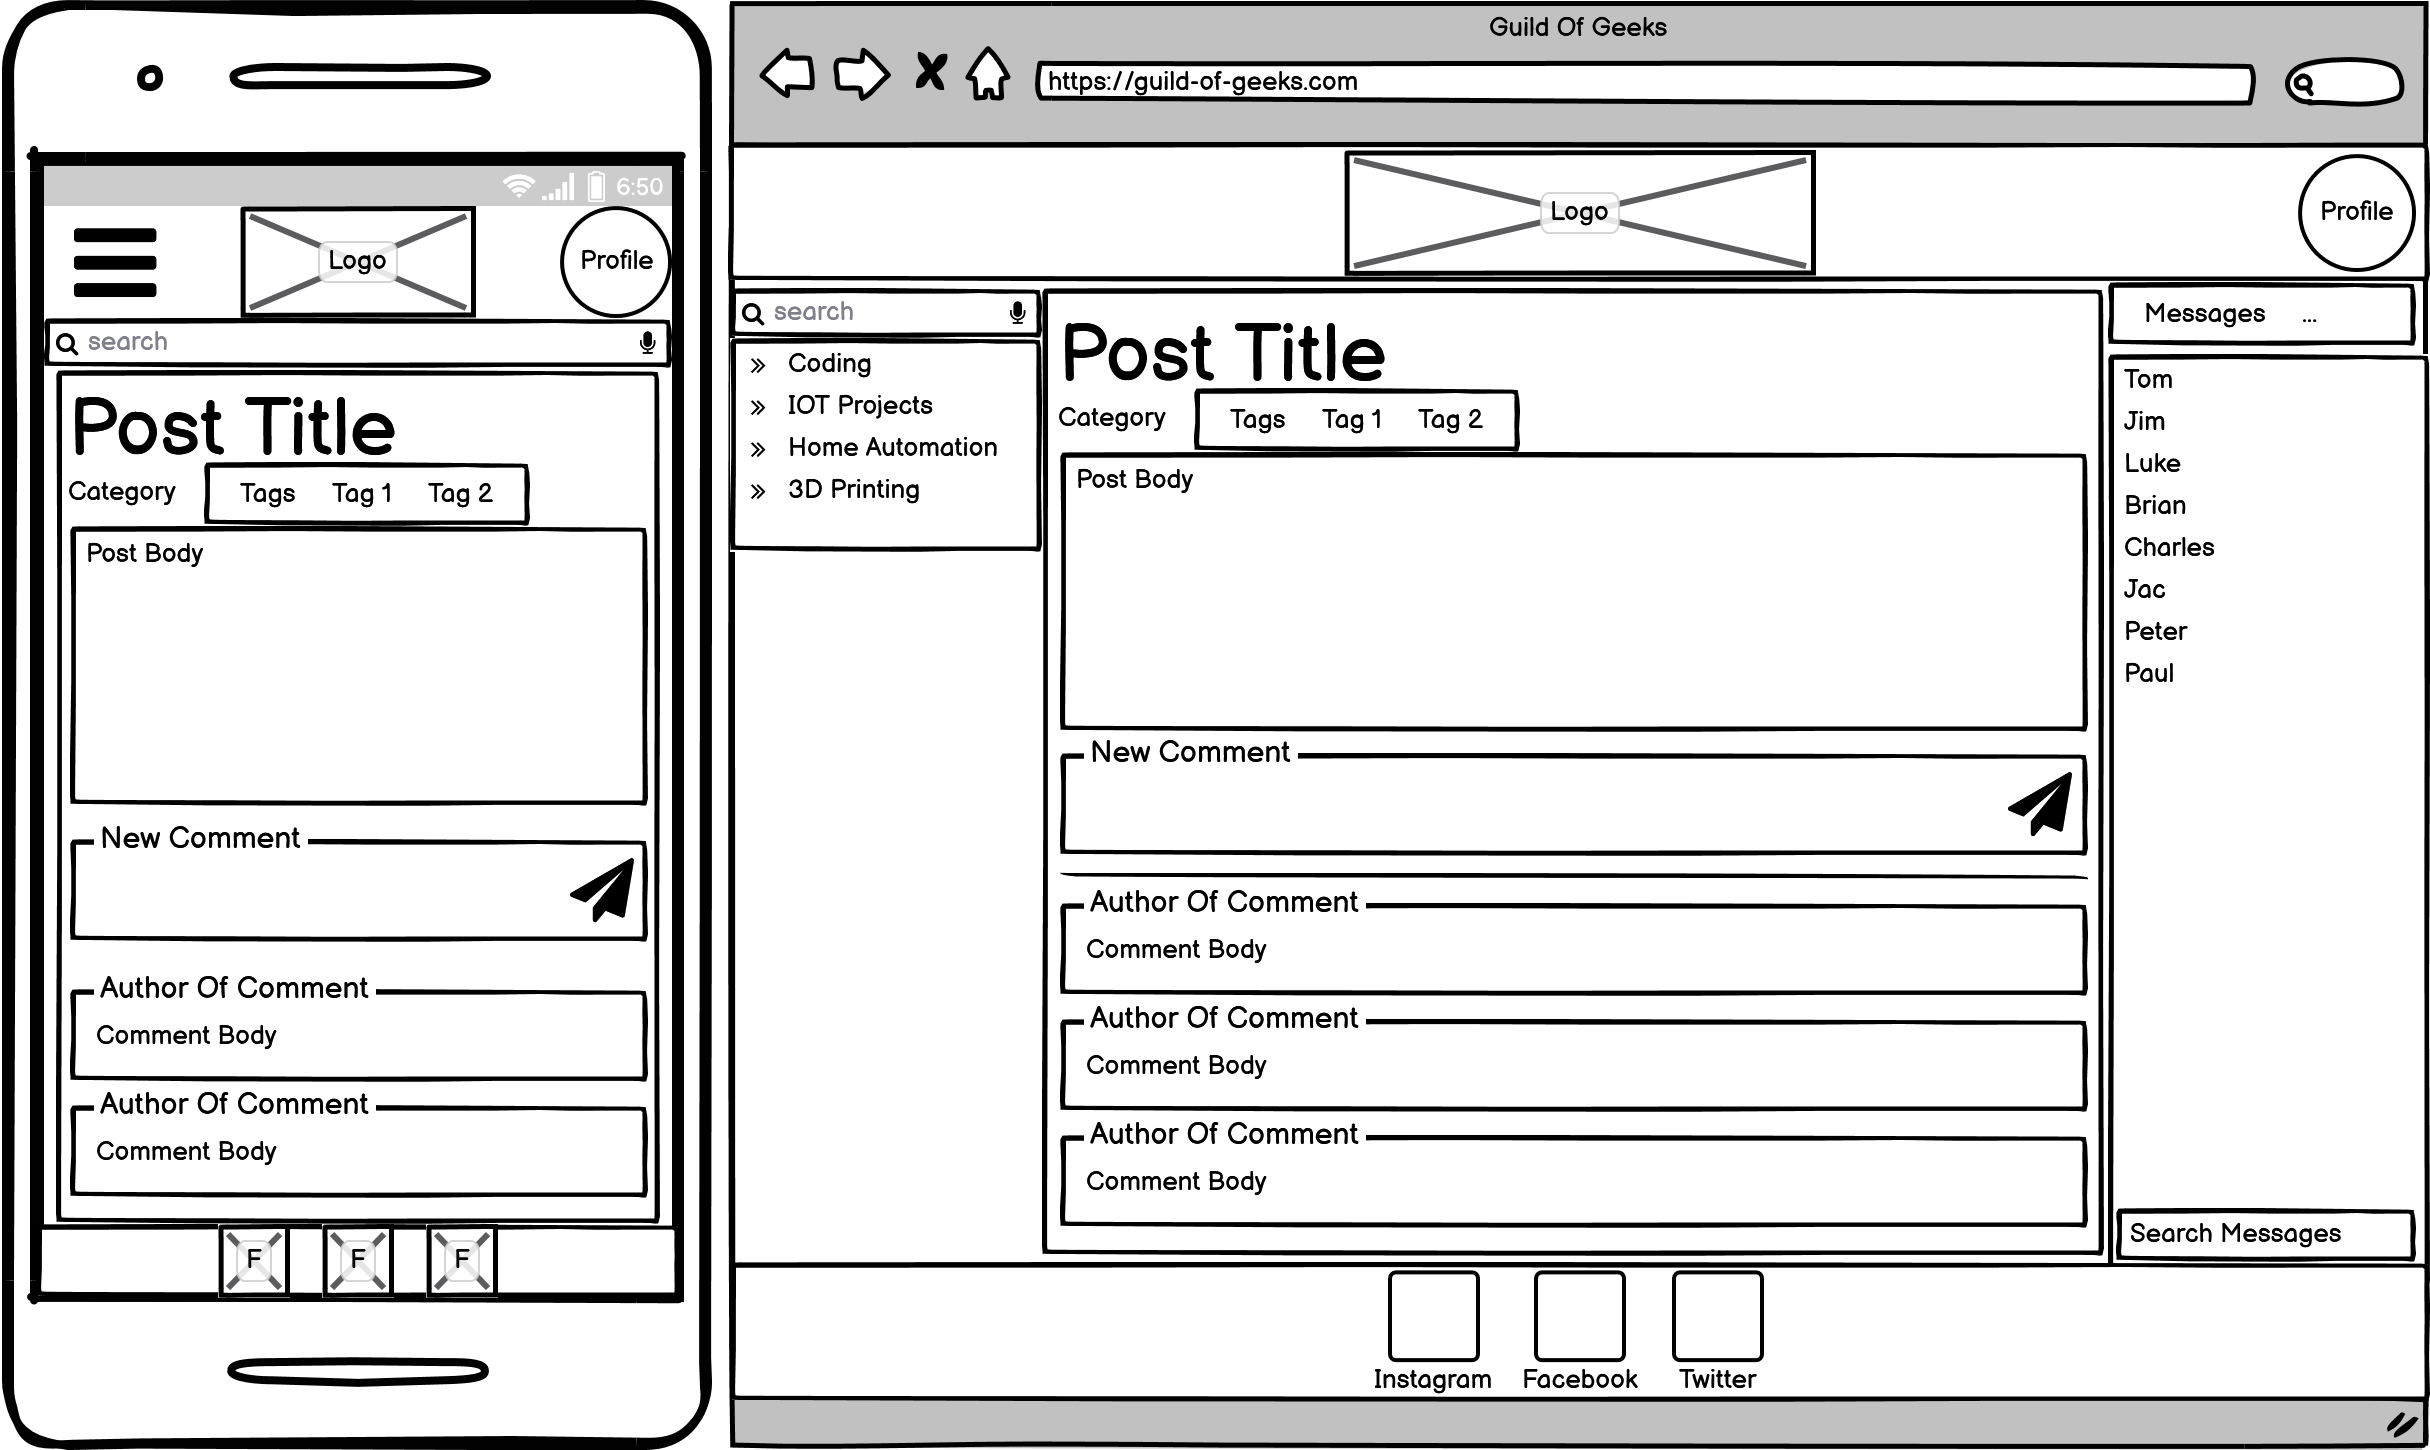 6:50
Logo
Profile
search
Post Title
Category
Tags Tag 1 Tag 2
Post Body
New Comment
Author Of Comment
Comment Body
Author Of Comment
Comment Body
F F F
Guild Of Geeks
https://guild-of-geeks.com
Logo
Profile
search
Coding
IOT Projects
Home Automation
3D Printing
Post Title
Category
Tags Tag 1 Tag 2
Post Body
New Comment
Author Of Comment
Comment Body
Author Of Comment
Comment Body
Author Of Comment
Comment Body
Messages ...
Tom
Jim
Luke
Brian
Charles
Jac
Peter
Paul
Search Messages
Instagram Facebook Twitter